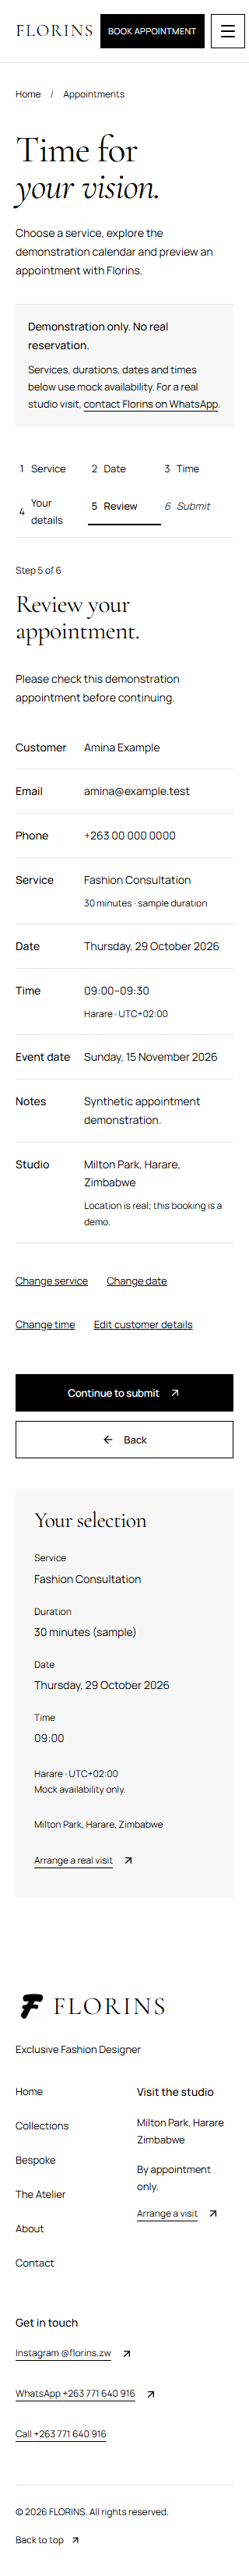 FLORINS
BOOK APPOINTMENT
Home / Appointments
Time for
your vision.
Choose a service, explore the
demonstration calendar and preview an
appointment with Florins.
Demonstration only. No real
reservation.
Services, durations, dates and times
below use mock availability. For a real
studio visit, contact Florins on WhatsApp.
1 Service
2 Date
3 Time
4 Your
details
5 Review
6 Submit
Step 5 of 6
Review your
appointment.
Please check this demonstration
appointment before continuing.
Customer Amina Example
Email amina@example.test
Phone +263 00 000 0000
Service Fashion Consultation
30 minutes · sample duration
Date Thursday, 29 October 2026
Time 09:00–09:30
Harare · UTC+02:00
Event date Sunday, 15 November 2026
Notes Synthetic appointment
demonstration.
Studio Milton Park, Harare,
Zimbabwe
Location is real; this booking is a
demo.
Change service Change date
Change time Edit customer details
Continue to submit ↗
← Back
Your selection
Service
Fashion Consultation
Duration
30 minutes (sample)
Date
Thursday, 29 October 2026
Time
09:00
Harare · UTC+02:00
Mock availability only.
Milton Park, Harare, Zimbabwe
Arrange a real visit ↗
F FLORINS
Exclusive Fashion Designer
Home
Collections
Bespoke
The Atelier
About
Contact
Visit the studio
Milton Park, Harare
Zimbabwe
By appointment
only.
Arrange a visit ↗
Get in touch
Instagram @florins.zw ↗
WhatsApp +263 771 640 916 ↗
Call +263 771 640 916
© 2026 FLORINS. All rights reserved.
Back to top ↗